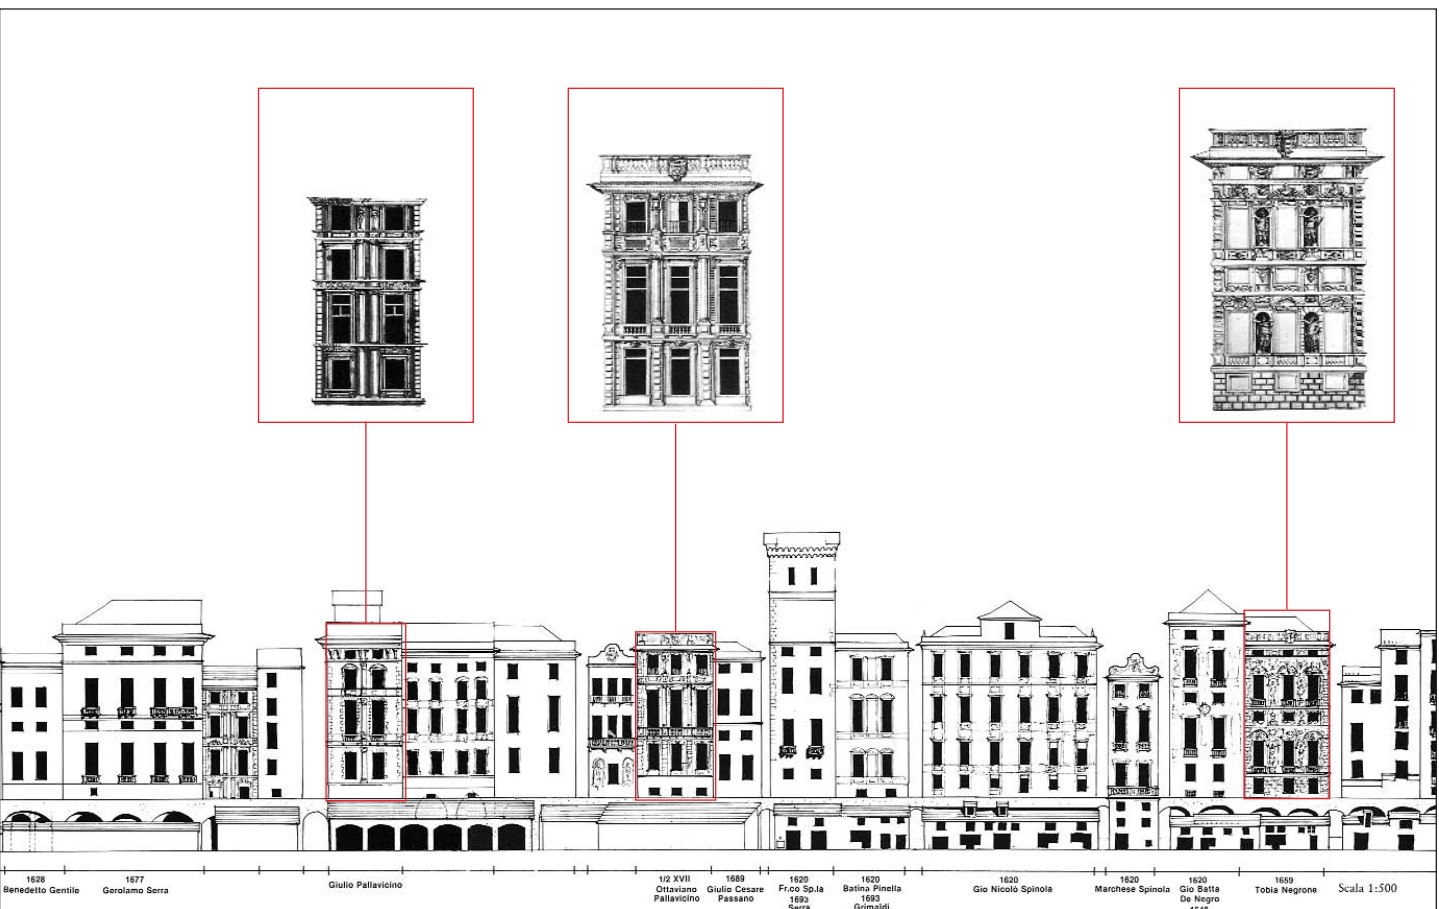 1628
Benedetto Gentile
1677
Gerolamo Serra
Giulio Pallavicino
1/2 XVII
Ottaviano
Pallavicino
1689
Giulio Cesare
Passano
1620
Fr.co Sp.la
1693
Serra
1620
Batina Pinella
1693
Grimaldi
1620
Gio Nicolò Spinola
1620
Marchese Spinola
1620
Gio Batta
De Negro
1659
Tobia Negrone
Scala 1:500